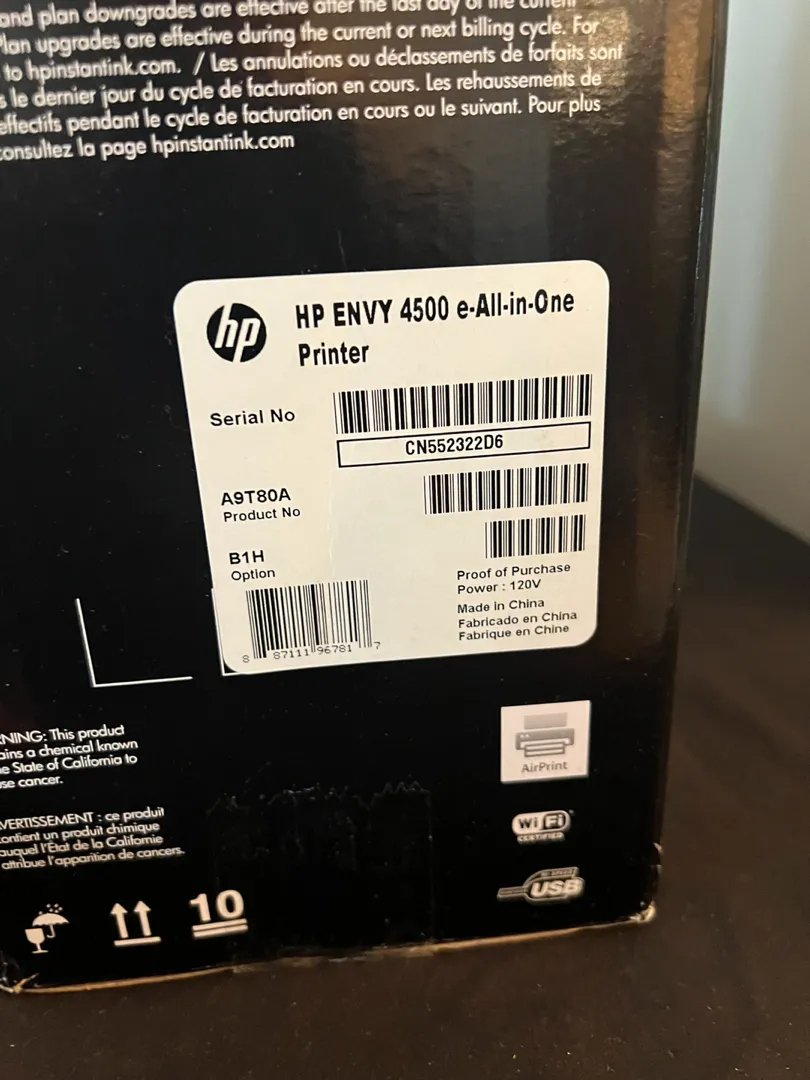 and plan downgrades are effective after the last day of the current
Plan upgrades are effective during the current or next billing cycle. For
to hpinstantink.com. / Les annulations ou déclassements de forfaits sont
le dernier jour du cycle de facturation en cours. Les rehaussements de
effectifs pendant le cycle de facturation en cours ou le suivant. Pour plus
consultez la page hpinstantink.com
hp
HP ENVY 4500 e-All-in-One
Printer
Serial No
CN552322D6
A9T80A
Product No
B1H
Option
Proof of Purchase
Power : 120V
Made in China
Fabricado en China
Fabrique en Chine
8 87111 96781 7
AirPrint
NING: This product
ains a chemical known
e State of California to
se cancer.
Wi Fi
CERTIFIED
VERTISSEMENT : ce produit
contient un produit chimique
auquel l'État de la Californie
attribue l'apparition de cancers.
USB
10